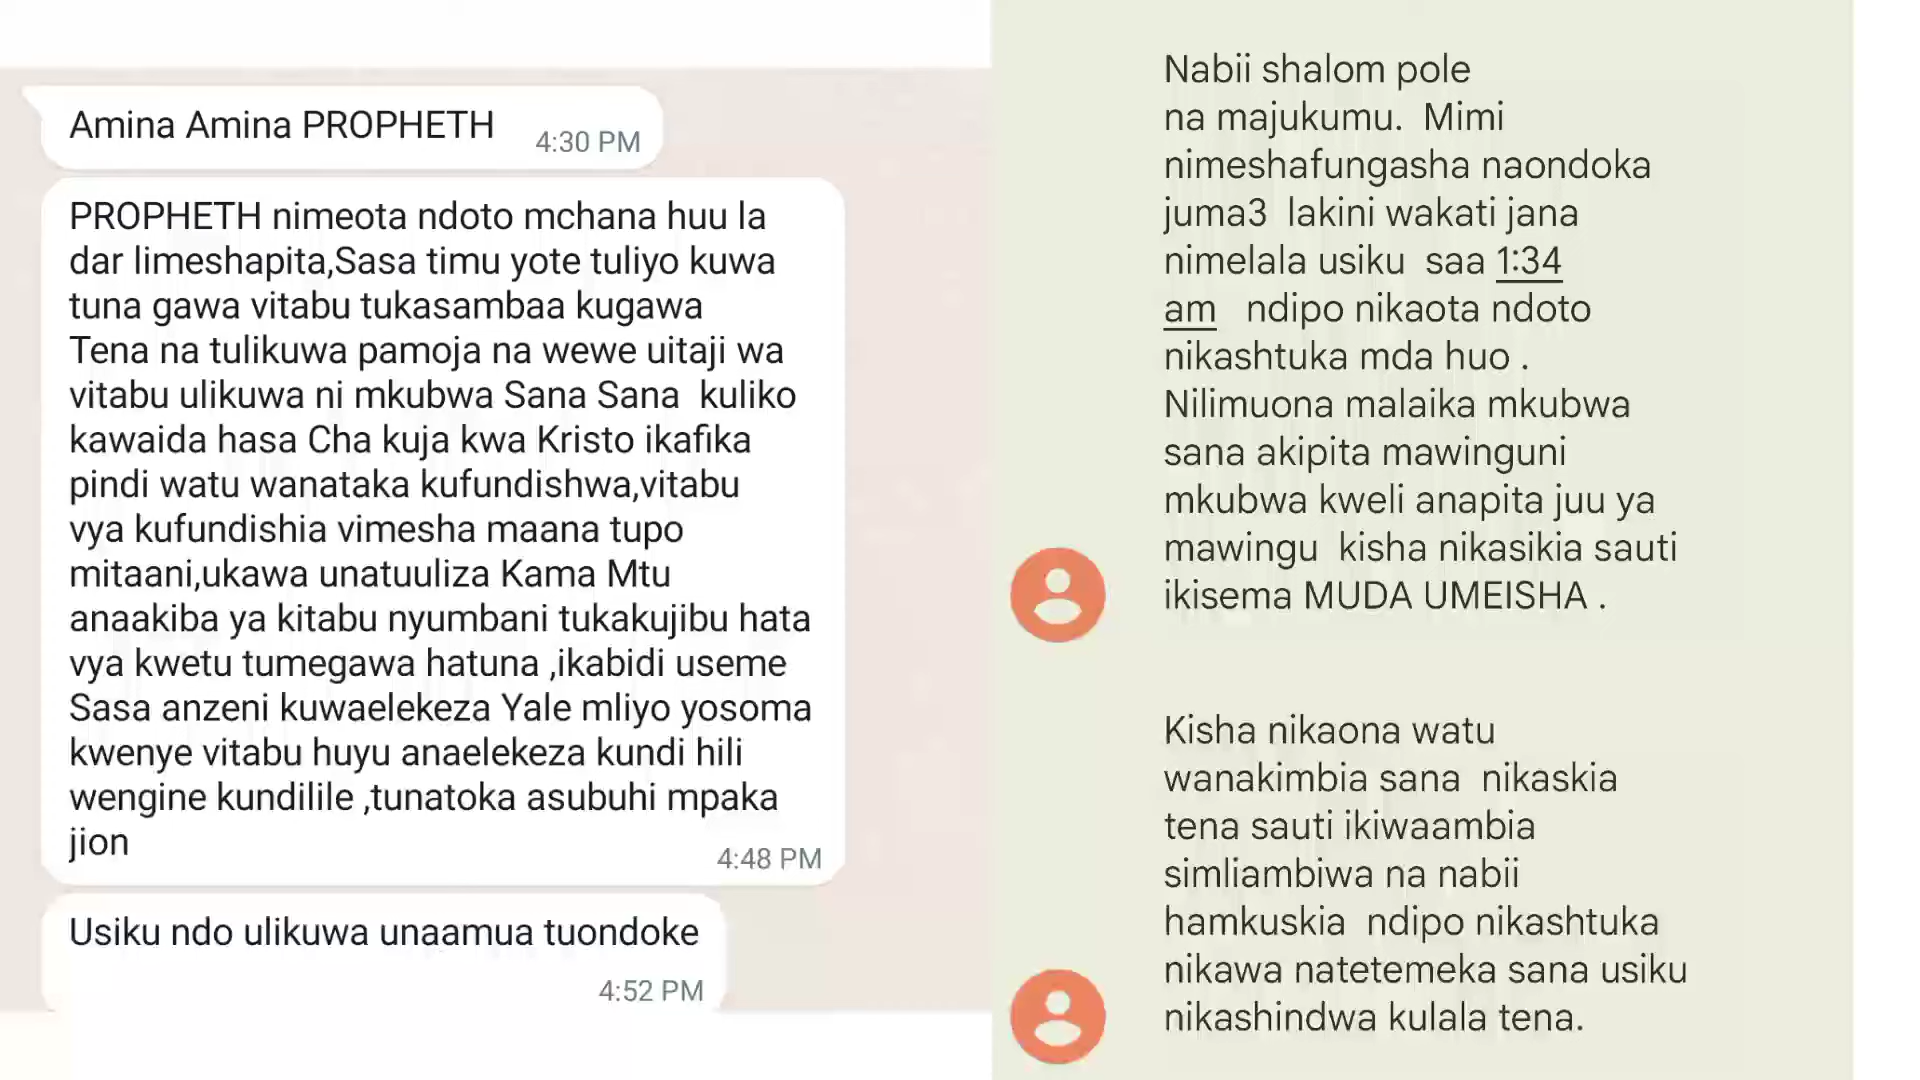 Amina Amina PROPHETH
4:30 PM
PROPHETH nimeota ndoto mchana huu la
dar limeshapita,Sasa timu yote tuliyo kuwa
tuna gawa vitabu tukasambaa kugawa
Tena na tulikuwa pamoja na wewe uitaji wa
vitabu ulikuwa ni mkubwa Sana Sana kuliko
kawaida hasa Cha kuja kwa Kristo ikafika
pindi watu wanataka kufundishwa,vitabu
vya kufundishia vimesha maana tupo
mitaani,ukawa unatuuliza Kama Mtu
anaakiba ya kitabu nyumbani tukakujibu hata
vya kwetu tumegawa hatuna ,ikabidi useme
Sasa anzeni kuwaelekeza Yale mliyo yosoma
kwenye vitabu huyu anaelekeza kundi hili
wengine kundilile ,tunatoka asubuhi mpaka
jion
4:48 PM
Usiku ndo ulikuwa unaamua tuondoke
4:52 PM
Nabii shalom pole
na majukumu. Mimi
nimeshafungasha naondoka
juma3 lakini wakati jana
nimelala usiku saa 1:34
am ndipo nikaota ndoto
nikashtuka mda huo .
Nilimuona malaika mkubwa
sana akipita mawinguni
mkubwa kweli anapita juu ya
mawingu kisha nikasikia sauti
ikisema MUDA UMEISHA .
Kisha nikaona watu
wanakimbia sana nikaskia
tena sauti ikiwaambia
simliambiwa na nabii
hamkuskia ndipo nikashtuka
nikawa natetemeka sana usiku
nikashindwa kulala tena.